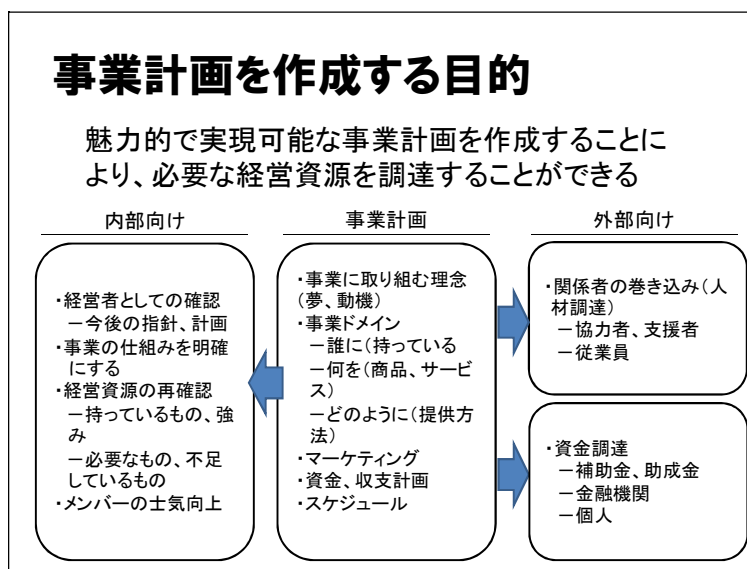 事業計画を作成する目的
魅力的で実現可能な事業計画を作成することに
より、必要な経営資源を調達することができる
内部向け
・経営者としての確認
－今後の指針、計画
・事業の仕組みを明確
にする
・経営資源の再確認
－持っているもの、強
み
－必要なもの、不足
しているもの
・メンバーの士気向上
事業計画
・事業に取り組む理念
(夢、動機)
・事業ドメイン
－誰に(持っている
－何を(商品、サービ
ス)
－どのように(提供方
法)
・マーケティング
・資金、収支計画
・スケジュール
外部向け
・関係者の巻き込み(人
材調達)
－協力者、支援者
－従業員
・資金調達
－補助金、助成金
－金融機関
－個人